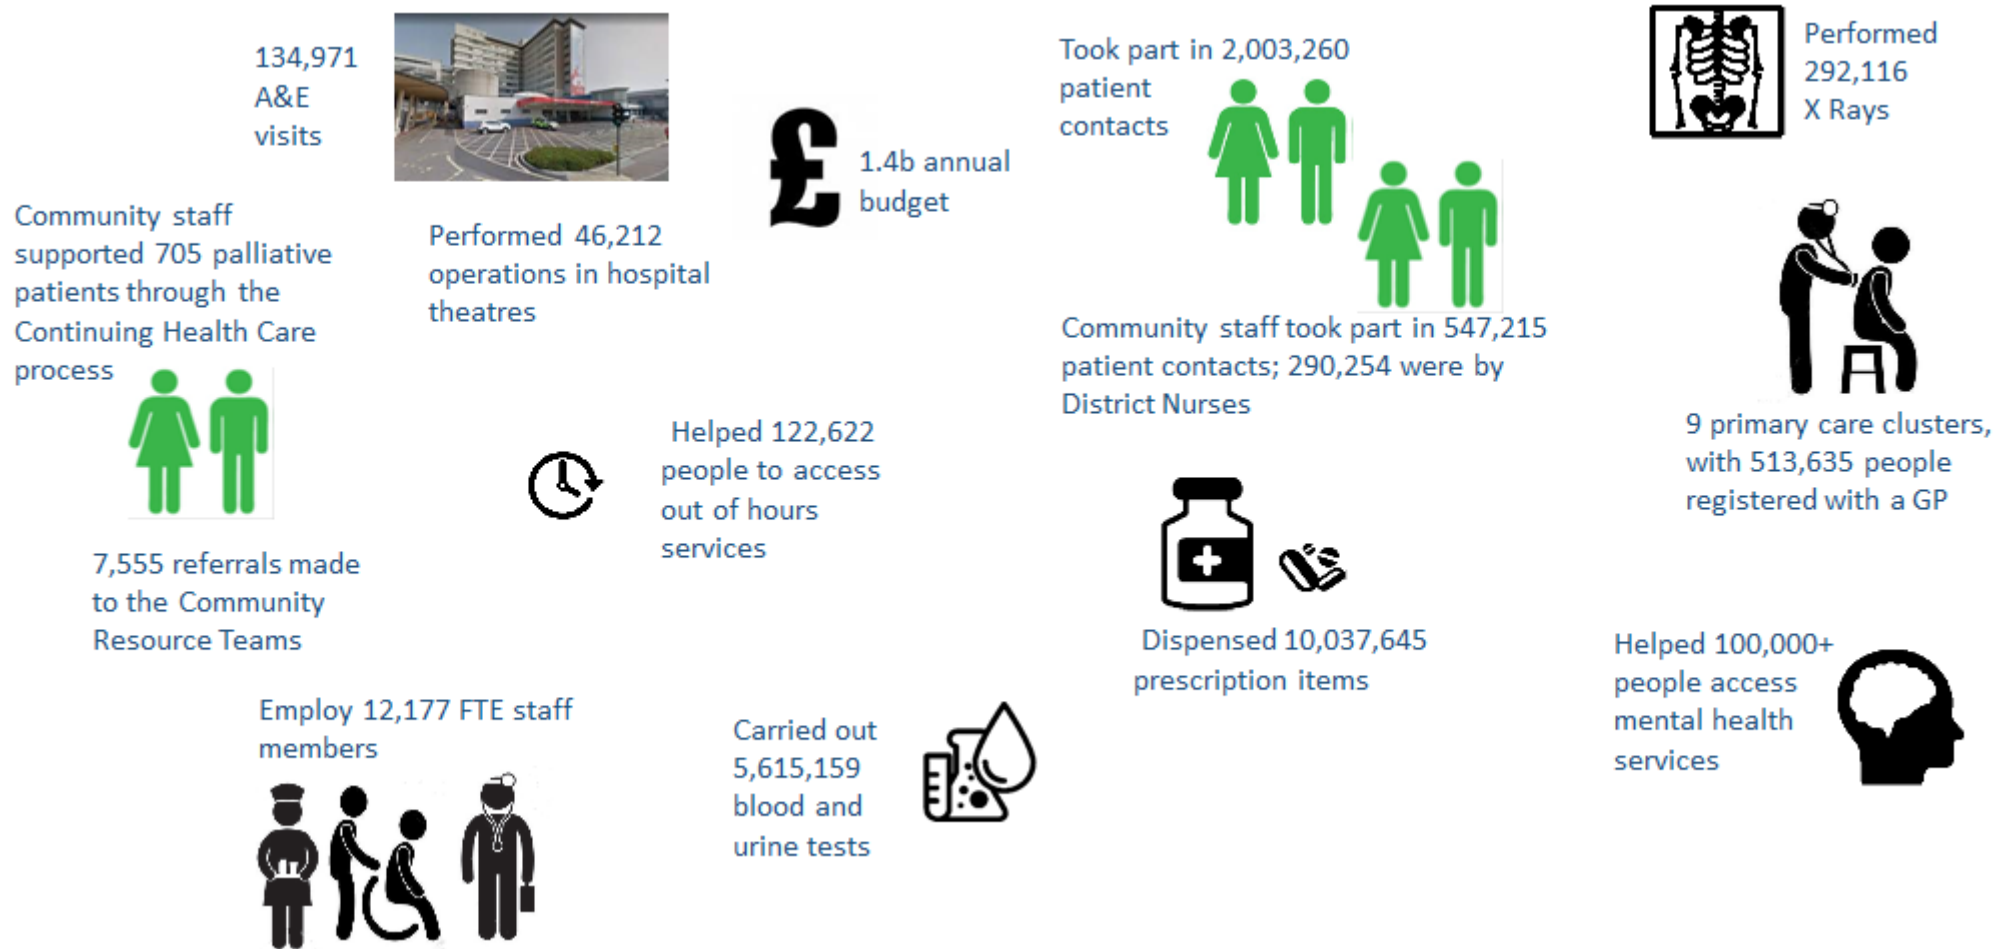 134,971
A&E
visits
Community staff
supported 705 palliative
patients through the
Continuing Health Care
process
7,555 referrals made
to the Community
Resource Teams
Employ 12,177 FTE staff
members
Performed 46,212
operations in hospital
theatres
£
1.4b annual
budget
Helped 122,622
people to access
out of hours
services
Carried out
5,615,159
blood and
urine tests
Took part in 2,003,260
patient
contacts
Community staff took part in 547,215
patient contacts; 290,254 were by
District Nurses
Dispensed 10,037,645
prescription items
Performed
292,116
X Rays
9 primary care clusters,
with 513,635 people
registered with a GP
Helped 100,000+
people access
mental health
services